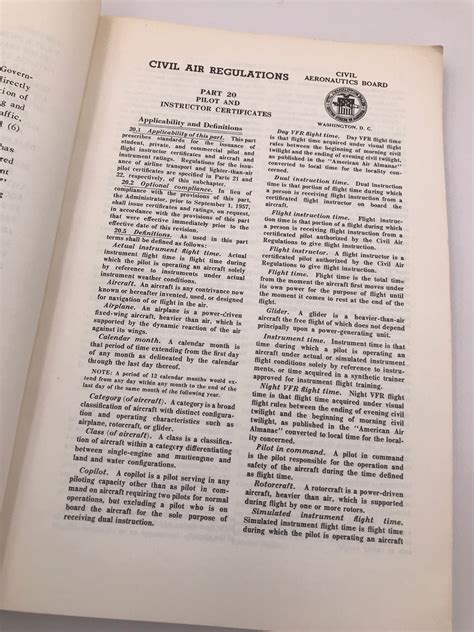 Govern-
directly
tion of
ng and
affic.
d (6)
has
CIVIL AIR REGULATIONS
CIVIL
AERONAUTICS BOARD
WASHINGTON, D. C.
PART 20
PILOT AND
INSTRUCTOR CERTIFICATES
Applicability and Definitions
20.1 Applicability of this part. This part
prescribes standards for the issuance of
student, private, and commercial pilot and
flight instructor certificates and aircraft and
instrument ratings. Regulations for the issu-
ance of airline transport and lighter-than-air
pilot certificates are specified in Parts 21 and
22, respectively, of this subchapter.
20.2 Optional compliance. In lieu of
compliance with the provisions of this part,
the Administrator, prior to September 1, 1957,
shall issue certificates and ratings, on request,
in accordance with the provisions of this part
that were effective immediately prior to the
effective date of this revision.
20.5 Definitions. As used in this part
terms shall be defined as follows:
Actual instrument flight time. Actual
instrument flight time is flight time during
which the pilot is operating an aircraft solely
by reference to instruments under actual
instrument weather conditions.
Aircraft. An aircraft is any contrivance now
known or hereafter invented, used, or designed
for navigation of or flight in the air.
Airplane. An airplane is a power-driven
fixed-wing aircraft, heavier than air, which is
supported by the dynamic reaction of the air
against its wings.
Calendar month. A calendar month is
that period of time extending from the first day
of any month as delineated by the calendar
through the last day thereof.
NOTE: A period of 12 calendar months would ex-
tend from any day within any month to the end of the
last day of the same month of the following year.
Category (of aircraft). A category is a broad
classification of aircraft with distinct configura-
tion and operating characteristics such as
airplane, rotorcraft, or glider.
Class (of aircraft). A class is a classifica-
tion of aircraft within a category differentiating
between single-engine and multiengine and
land and water configurations.
Copilot. A copilot is a pilot serving in any
piloting capacity other than as pilot in com-
mand on aircraft requiring two pilots for normal
operations, but excluding a pilot who is on
board the aircraft for the sole purpose of
receiving dual instruction.
Day VFR flight time. Day VFR flight time
is that flight time acquired under visual flight
rules between the beginning of morning civil
twilight and the ending of evening civil twilight,
as published in the "American Air Almanac"
converted to local time for the locality con-
cerned.
Dual instruction time. Dual instruction
time is that portion of flight time during which
a person is receiving flight instruction from
Flight instruction time. Flight instruc-
tion time is that portion of a flight during which
a person is receiving flight instruction from a
certificated pilot authorized by the Civil Air
Regulations to give flight instruction.
Flight instructor. A flight instructor is
a certificated pilot authorized by the Civil Air
Regulations to give flight instruction.
Flight time. Flight time is the total time
from the moment the aircraft first moves under
its own power for the purpose of flight until
the moment it comes to rest at the end of the
flight.
Glider. A glider is a heavier-than-air
aircraft the free flight of which does not depend
principally upon a power-generating unit.
Instrument time. Instrument time is that
time during which a pilot is operating an
aircraft under actual or simulated instrument
flight conditions solely by reference to instru-
ments, or time acquired in a synthetic trainer
approved for instrument flight training.
Night VFR flight time. Night VFR flight
time is that flight time acquired under visual
flight rules between the ending of evening civil
twilight and the beginning of morning civil
twilight, as published in the "American Air
Almanac" converted to local time for the local-
ity concerned.
Pilot in command. A pilot in command
is the pilot responsible for the operation and
safety of the aircraft during the time defined
as flight time.
Rotorcraft. A rotorcraft is a power-driven
aircraft, heavier than air, which is supported
during flight by one or more rotors.
Simulated instrument flight time.
Simulated instrument flight time is flight time
during which the pilot is operating an aircraft